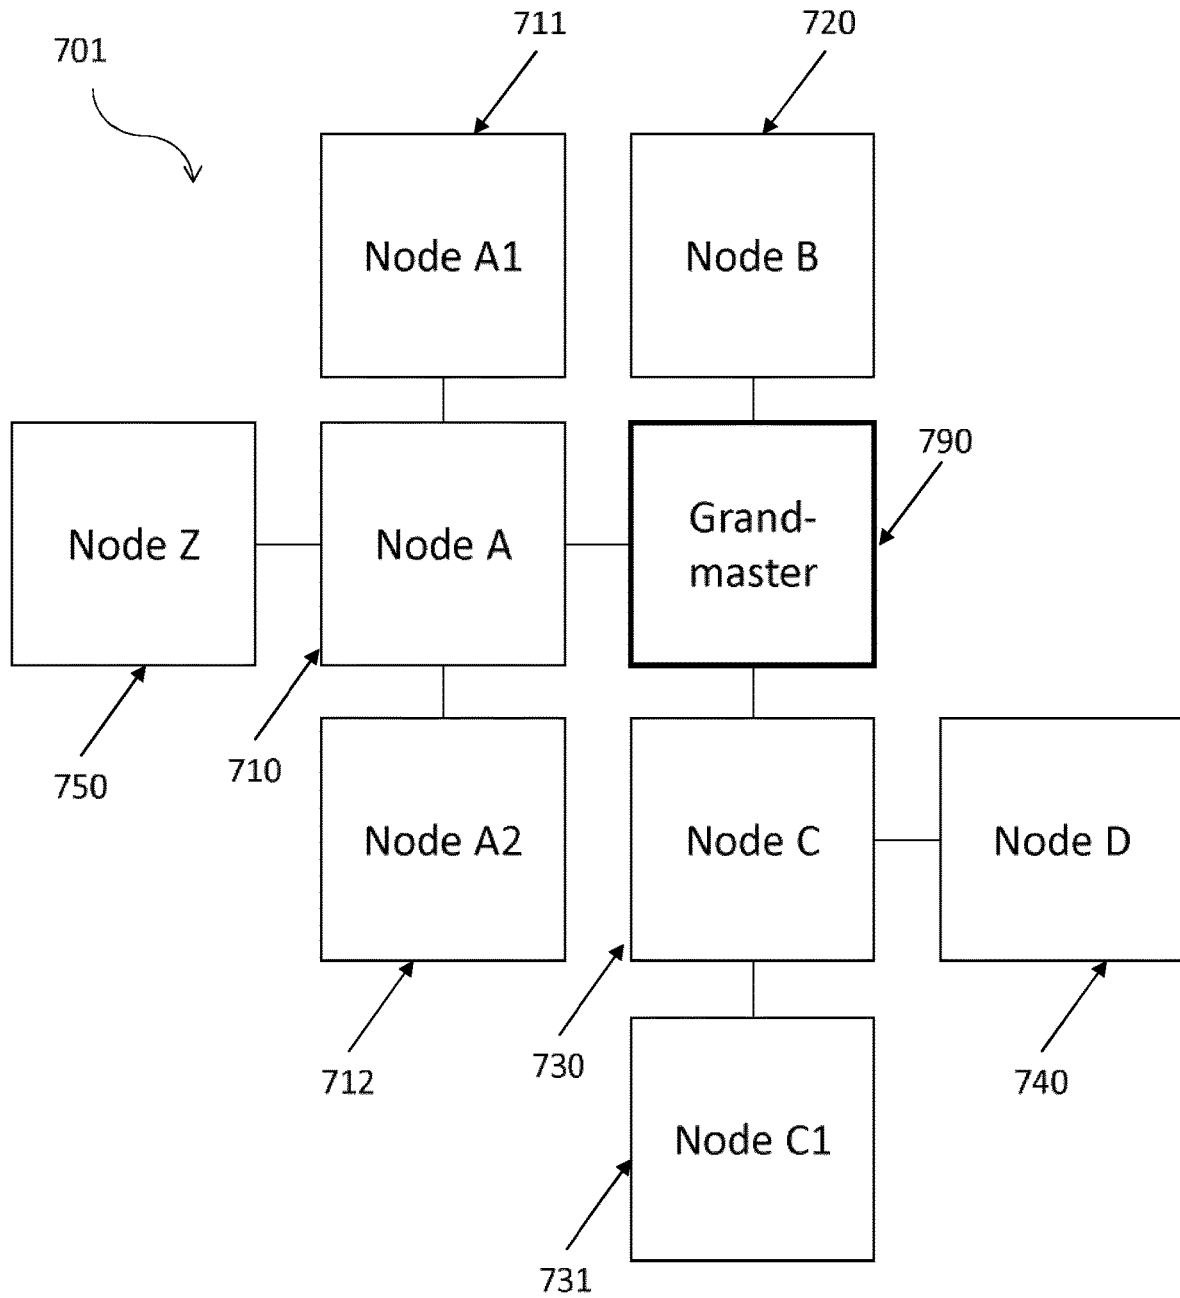 711
720
701
Node A1
Node B
790
Grand-
master
Node Z
Node A
710
750
Node A2
Node C
Node D
712
730
740
Node C1
731